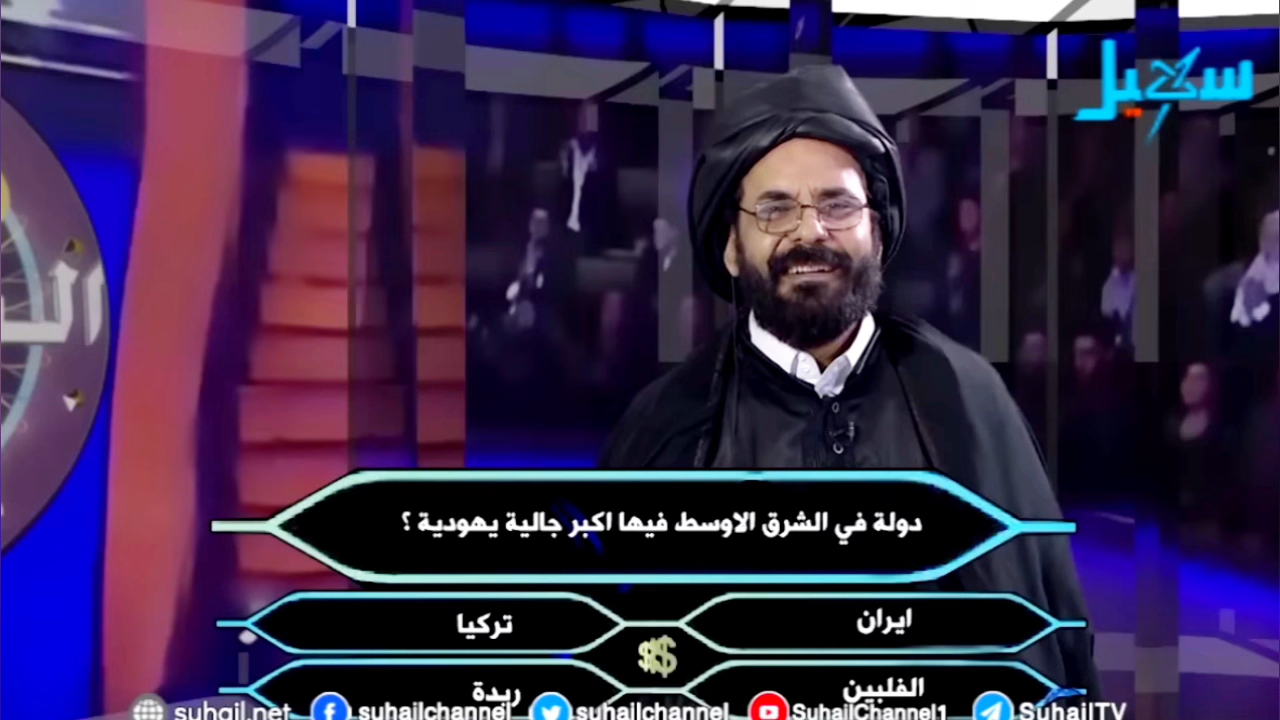 سهيل
الـ
دولة في الشرق الاوسط فيها اكبر جالية يهودية ؟
ايران
تركيا
الفلبين
ريدة
suhail.net suhailchannel suhailchannel SuhailChannel1 SuhailTV